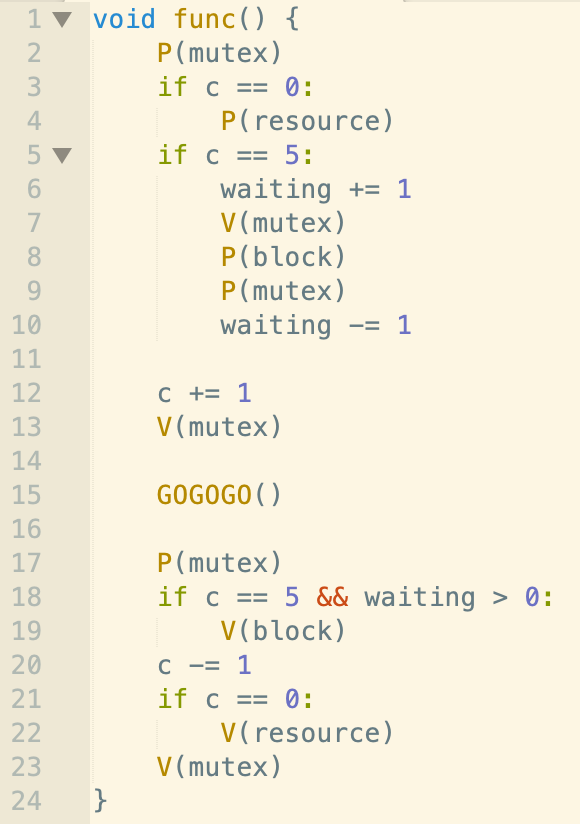 1 void func() {
2     P(mutex)
3     if c == 0:
4         P(resource)
5     if c == 5:
6         waiting += 1
7         V(mutex)
8         P(block)
9         P(mutex)
10         waiting -= 1
11
12     c += 1
13     V(mutex)
14
15     GOGOGO()
16
17     P(mutex)
18     if c == 5 && waiting > 0:
19         V(block)
20     c -= 1
21     if c == 0:
22         V(resource)
23     V(mutex)
24 }